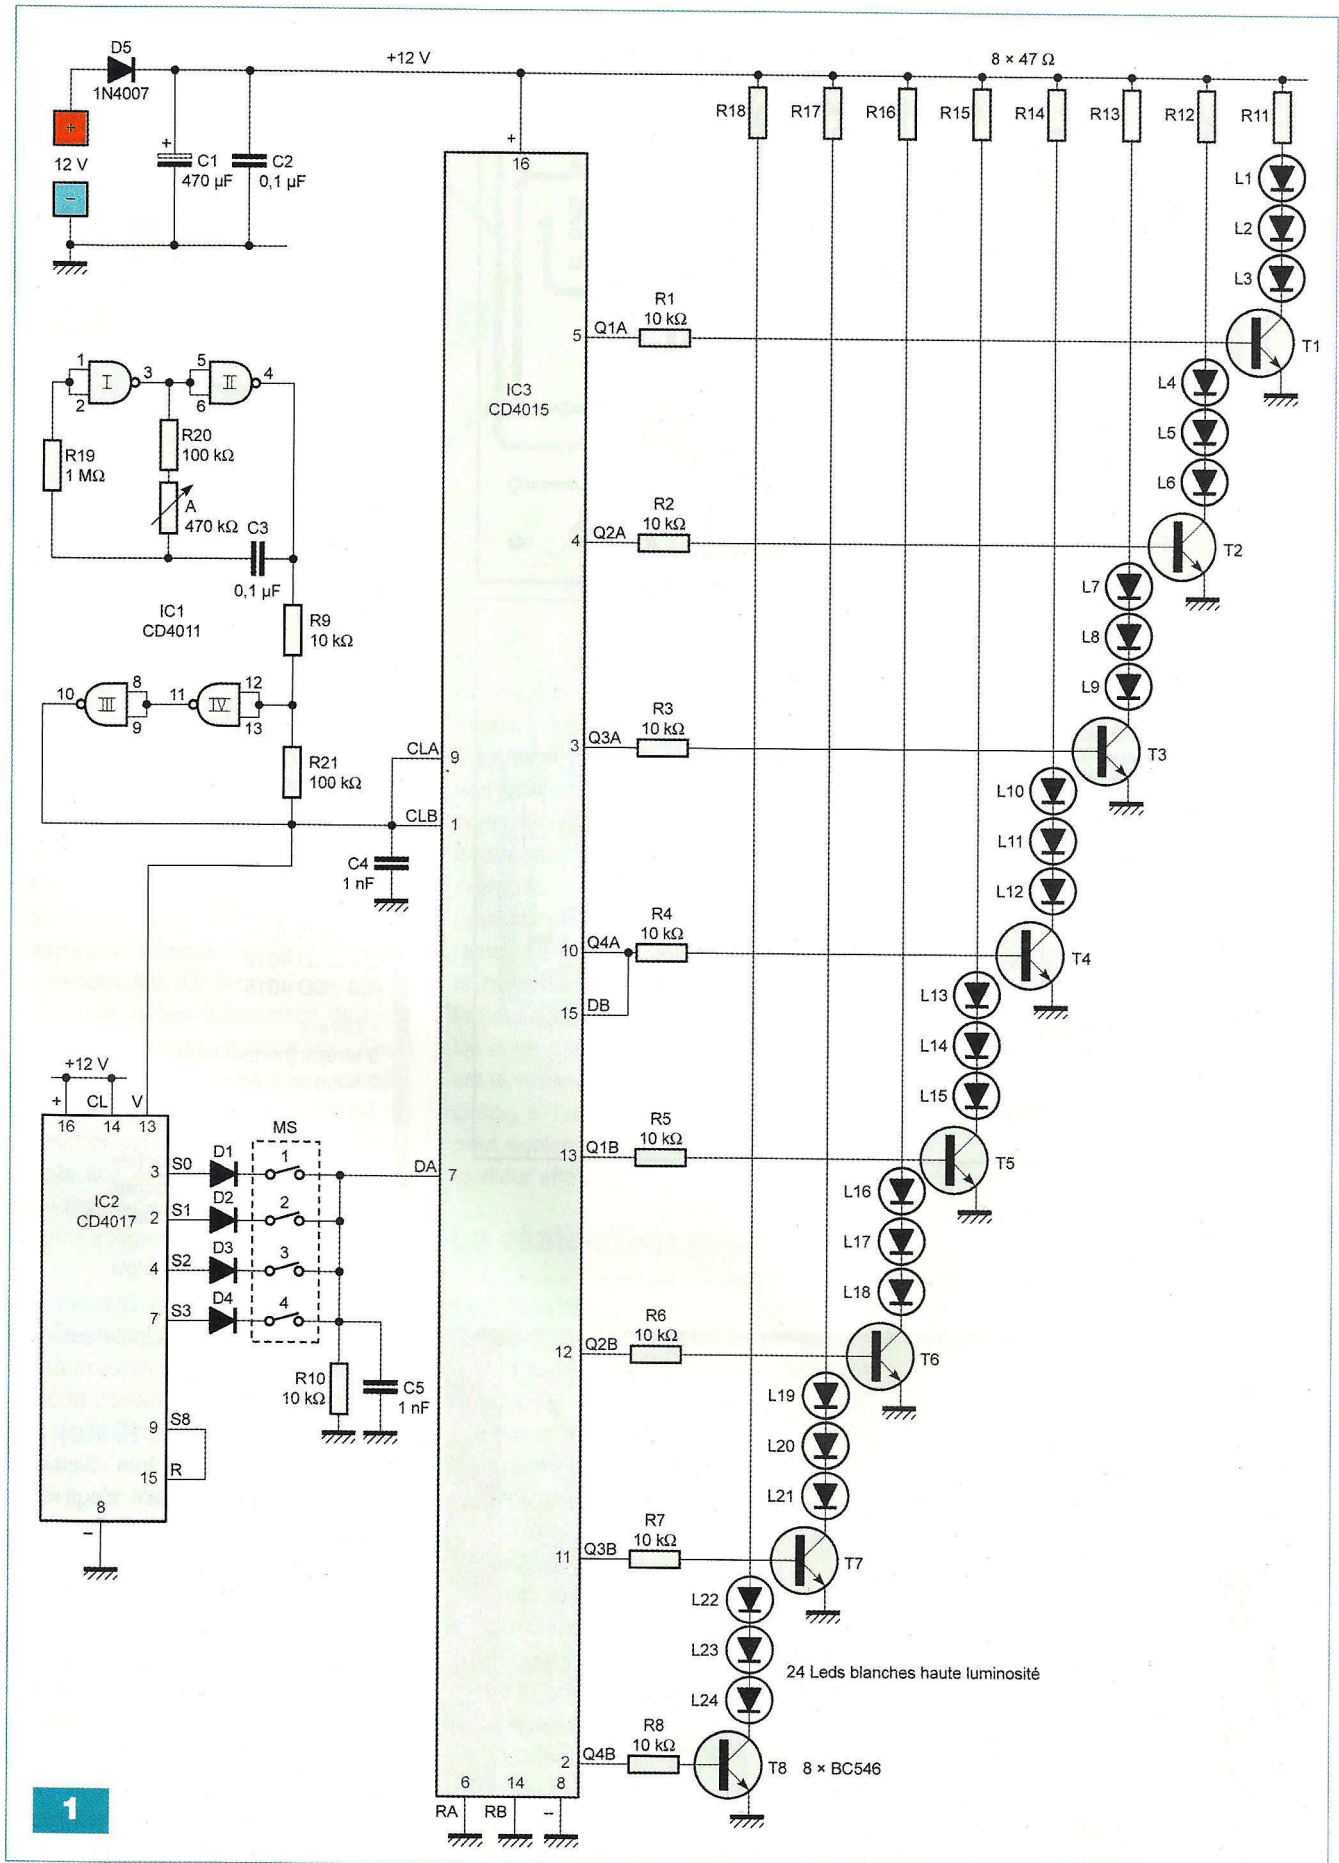 D5
1N4007
+12 V
8 × 47 Ω
+
12 V
−
+
C1
470 µF
C2
0,1 µF
+
16
R18
R17
R16
R15
R14
R13
R12
R11
L1
L2
L3
T1
IC3
CD4015
5
Q1A
R1
10 kΩ
1
2
I
3
5
6
II
4
R19
1 MΩ
R20
100 kΩ
A
470 kΩ
C3
0,1 µF
L4
L5
L6
T2
4
Q2A
R2
10 kΩ
IC1
CD4011
R9
10 kΩ
L7
L8
L9
T3
10
III
8
9
11
IV
12
13
R21
100 kΩ
CLA
9
CLB
1
C4
1 nF
3
Q3A
R3
10 kΩ
L10
L11
L12
T4
10
Q4A
R4
10 kΩ
15
DB
L13
L14
L15
T5
+12 V
+
CL
V
16
14
13
IC2
CD4017
3
S0
2
S1
4
S2
7
S3
D1
D2
D3
D4
MS
1
2
3
4
DA
7
R10
10 kΩ
C5
1 nF
9
S8
15
R
8
−
13
Q1B
R5
10 kΩ
L16
L17
L18
T6
12
Q2B
R6
10 kΩ
L19
L20
L21
T7
11
Q3B
R7
10 kΩ
L22
L23
L24
24 Leds blanches haute luminosité
2
Q4B
R8
10 kΩ
T8
8 × BC546
6
14
8
RA
RB
−
1